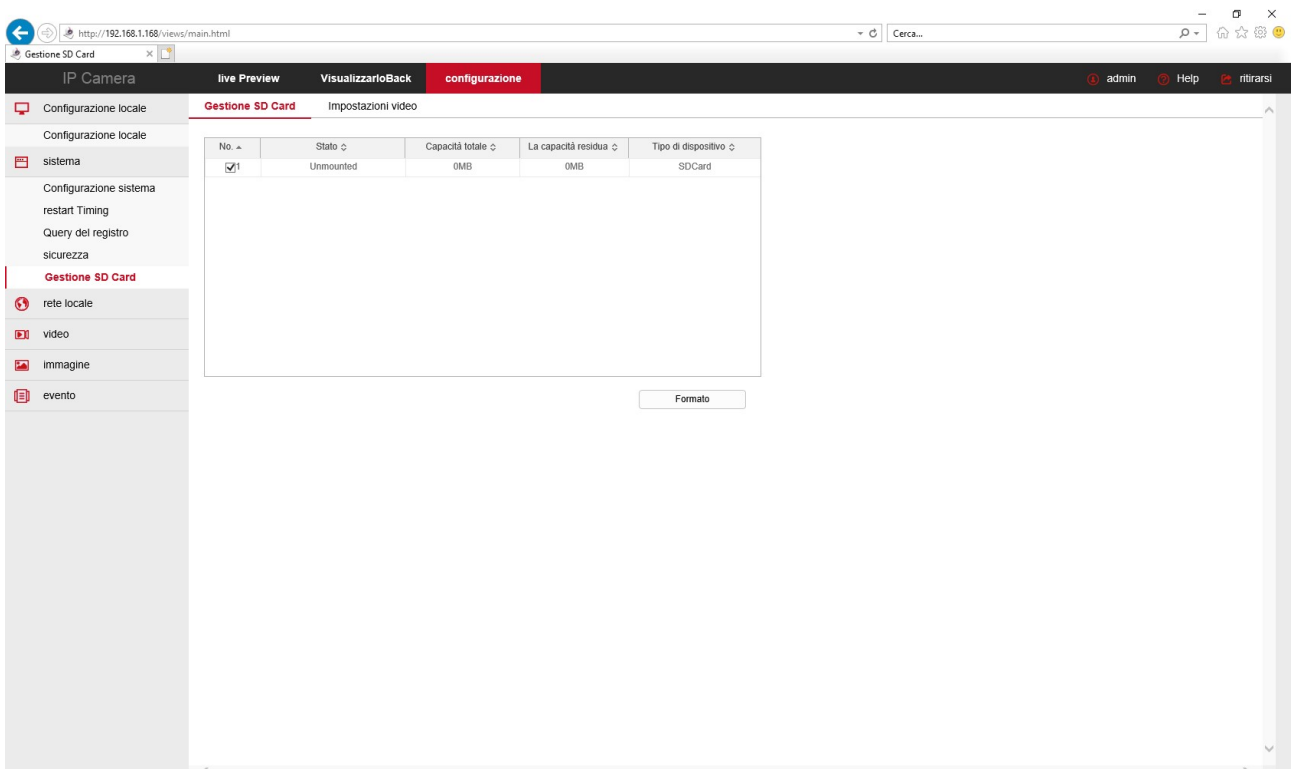 http://192.168.1.168/views/main.html
Cerca...
Gestione SD Card
IP Camera
live Preview
VisualizzarloBack
configurazione
admin
Help
ritirarsi
Configurazione locale
Gestione SD Card
Impostazioni video
Configurazione locale
No.
Stato
Capacità totale
La capacità residua
Tipo di dispositivo
sistema
1
Unmounted
0MB
0MB
SDCard
Configurazione sistema
restart Timing
Query del registro
sicurezza
Gestione SD Card
rete locale
video
immagine
evento
Formato